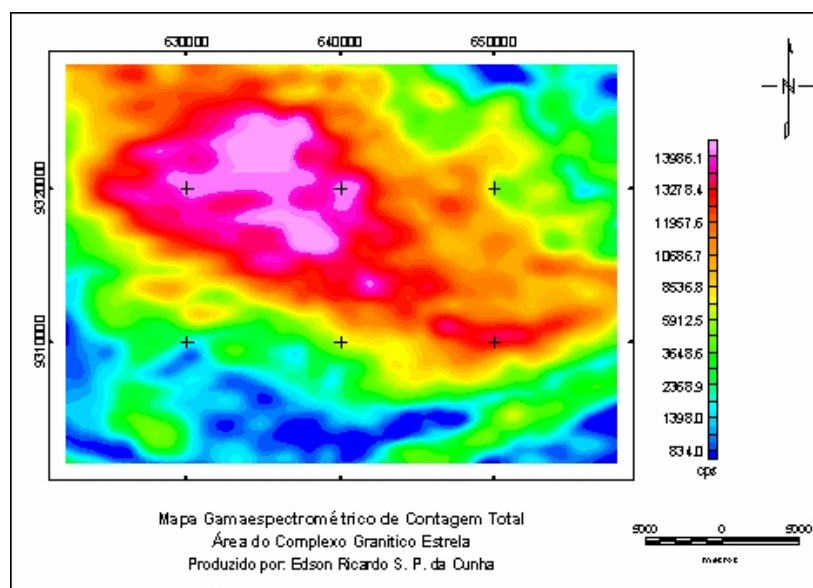 630000 640000 650000
9320000
9310000
N
13986.1
13278.4
11957.6
10686.7
8536.8
5912.5
3648.6
2368.9
1398.0
834.0
cps
Mapa Gamaespectrométrico de Contagem Total
Área do Complexo Granitico Estrela
Produzido por: Edson Ricardo S. P. da Cunha
5000 0 5000